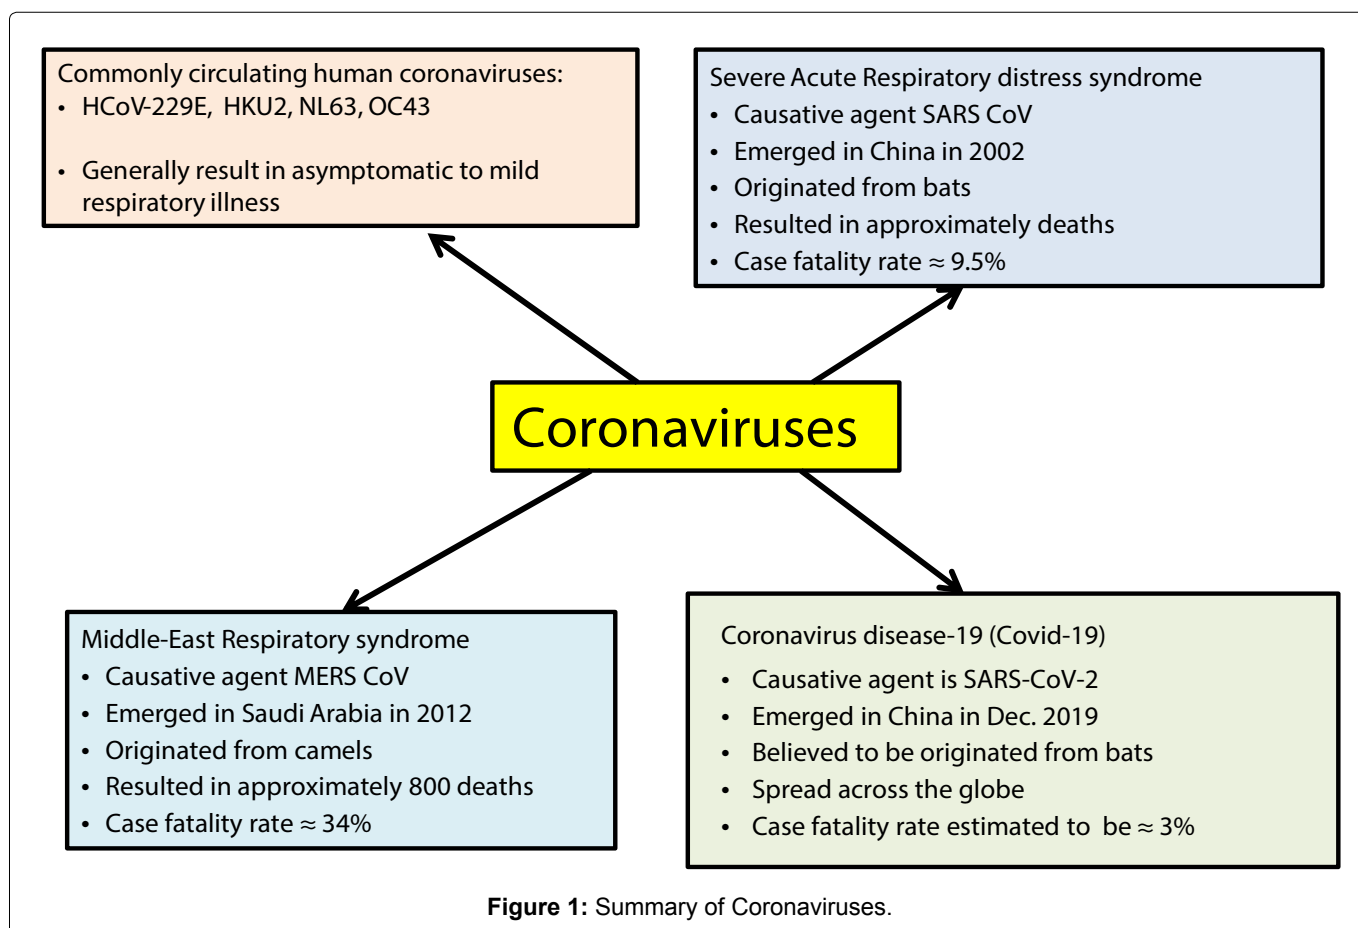 Commonly circulating human coronaviruses:
• HCoV-229E, HKU2, NL63, OC43
• Generally result in asymptomatic to mild
respiratory illness
Severe Acute Respiratory distress syndrome
• Causative agent SARS CoV
• Emerged in China in 2002
• Originated from bats
• Resulted in approximately deaths
• Case fatality rate ≈ 9.5%
Coronaviruses
Middle-East Respiratory syndrome
• Causative agent MERS CoV
• Emerged in Saudi Arabia in 2012
• Originated from camels
• Resulted in approximately 800 deaths
• Case fatality rate ≈ 34%
Coronavirus disease-19 (Covid-19)
• Causative agent is SARS-CoV-2
• Emerged in China in Dec. 2019
• Believed to be originated from bats
• Spread across the globe
• Case fatality rate estimated to be ≈ 3%
Figure 1: Summary of Coronaviruses.